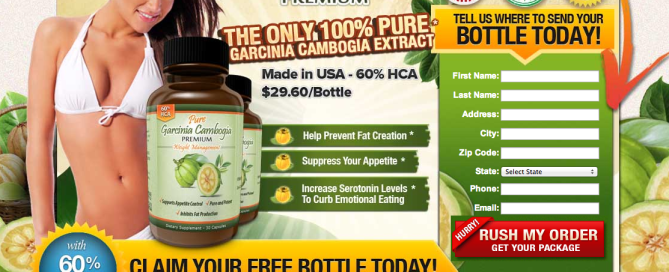 PREMIUM
THE ONLY 100% PURE*
GARCINIA CAMBOGIA EXTRACT
Made in USA - 60% HCA
$29.60/Bottle
60%
HCA
Pure
Garcinia Cambogia
PREMIUM
Weight Management
Supports Appetite Control
Pure and Potent
Inhibits Fat Production
Dietary Supplement
Capsules
Help Prevent Fat Creation *
Suppress Your Appetite *
Increase Serotonin Levels *
To Curb Emotional Eating
with
60%
CLAIM YOUR FREE BOTTLE TODAY!
TELL US WHERE TO SEND YOUR
BOTTLE TODAY!
First Name:
Last Name:
Address:
City:
Zip Code:
State: Select State
Phone:
Email:
HURRY!
RUSH MY ORDER
GET YOUR PACKAGE